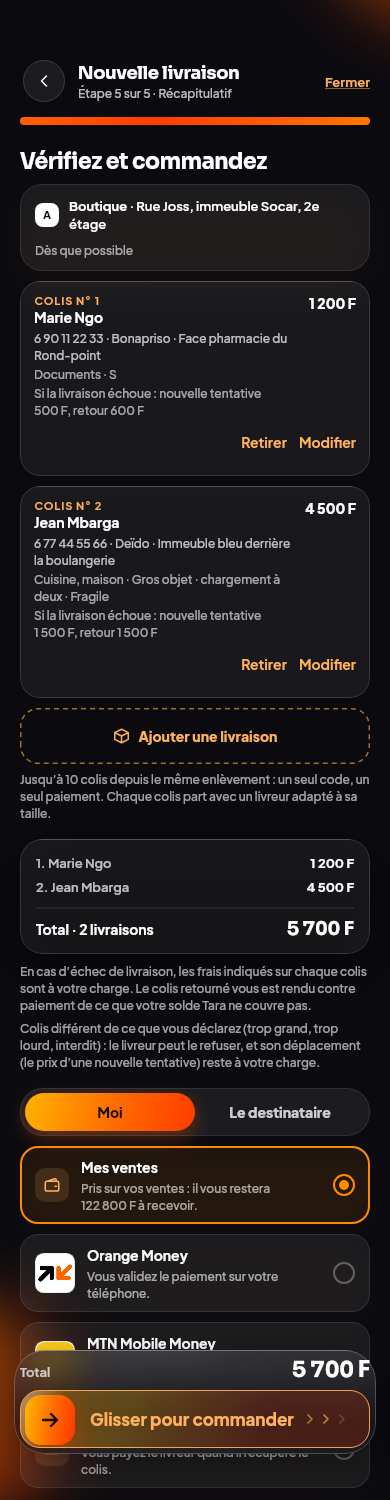 Nouvelle livraison
Étape 5 sur 5 · Récapitulatif
Fermer
Vérifiez et commandez
A
Boutique · Rue Joss, immeuble Socar, 2e
étage
Dès que possible
COLIS N° 1
1 200 F
Marie Ngo
6 90 11 22 33 · Bonapriso · Face pharmacie du
Rond-point
Documents · S
Si la livraison échoue : nouvelle tentative
500 F, retour 600 F
Retirer Modifier
COLIS N° 2
4 500 F
Jean Mbarga
6 77 44 55 66 · Deïdo · Immeuble bleu derrière
la boulangerie
Cuisine, maison · Gros objet · chargement à
deux · Fragile
Si la livraison échoue : nouvelle tentative
1 500 F, retour 1 500 F
Retirer Modifier
Ajouter une livraison
Jusqu’à 10 colis depuis le même enlèvement : un seul code, un
seul paiement. Chaque colis part avec un livreur adapté à sa
taille.
1. Marie Ngo 1 200 F
2. Jean Mbarga 4 500 F
Total · 2 livraisons 5 700 F
En cas d’échec de livraison, les frais indiqués sur chaque colis
sont à votre charge. Le colis retourné vous est rendu contre
paiement de ce que votre solde Tara ne couvre pas.
Colis différent de ce que vous déclarez (trop grand, trop
lourd, interdit) : le livreur peut le refuser, et son déplacement
(le prix d’une nouvelle tentative) reste à votre charge.
Moi Le destinataire
Mes ventes
Pris sur vos ventes : il vous restera
122 800 F à recevoir.
Orange Money
Vous validez le paiement sur votre
téléphone.
MTN Mobile Money
Total 5 700 F
Glisser pour commander
Vous payez le livreur quand il récupère le
colis.